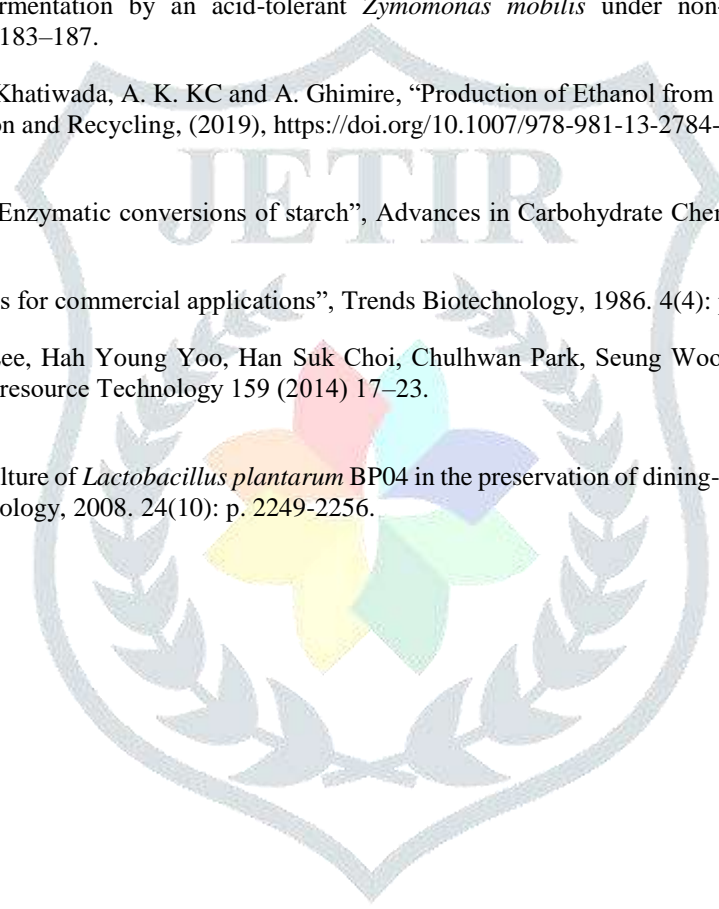 ermentation by an acid-tolerant Zymomonas mobilis under non-
183–187.
Khatiwada, A. K. KC and A. Ghimire, “Production of Ethanol from
on and Recycling, (2019), https://doi.org/10.1007/978-981-13-2784-
JETIR
Enzymatic conversions of starch”, Advances in Carbohydrate Cher
s for commercial applications”, Trends Biotechnology, 1986. 4(4):
ee, Hah Young Yoo, Han Suk Choi, Chulhwan Park, Seung Woo
resource Technology 159 (2014) 17–23.
lture of Lactobacillus plantarum BP04 in the preservation of dining-
ology, 2008. 24(10): p. 2249-2256.